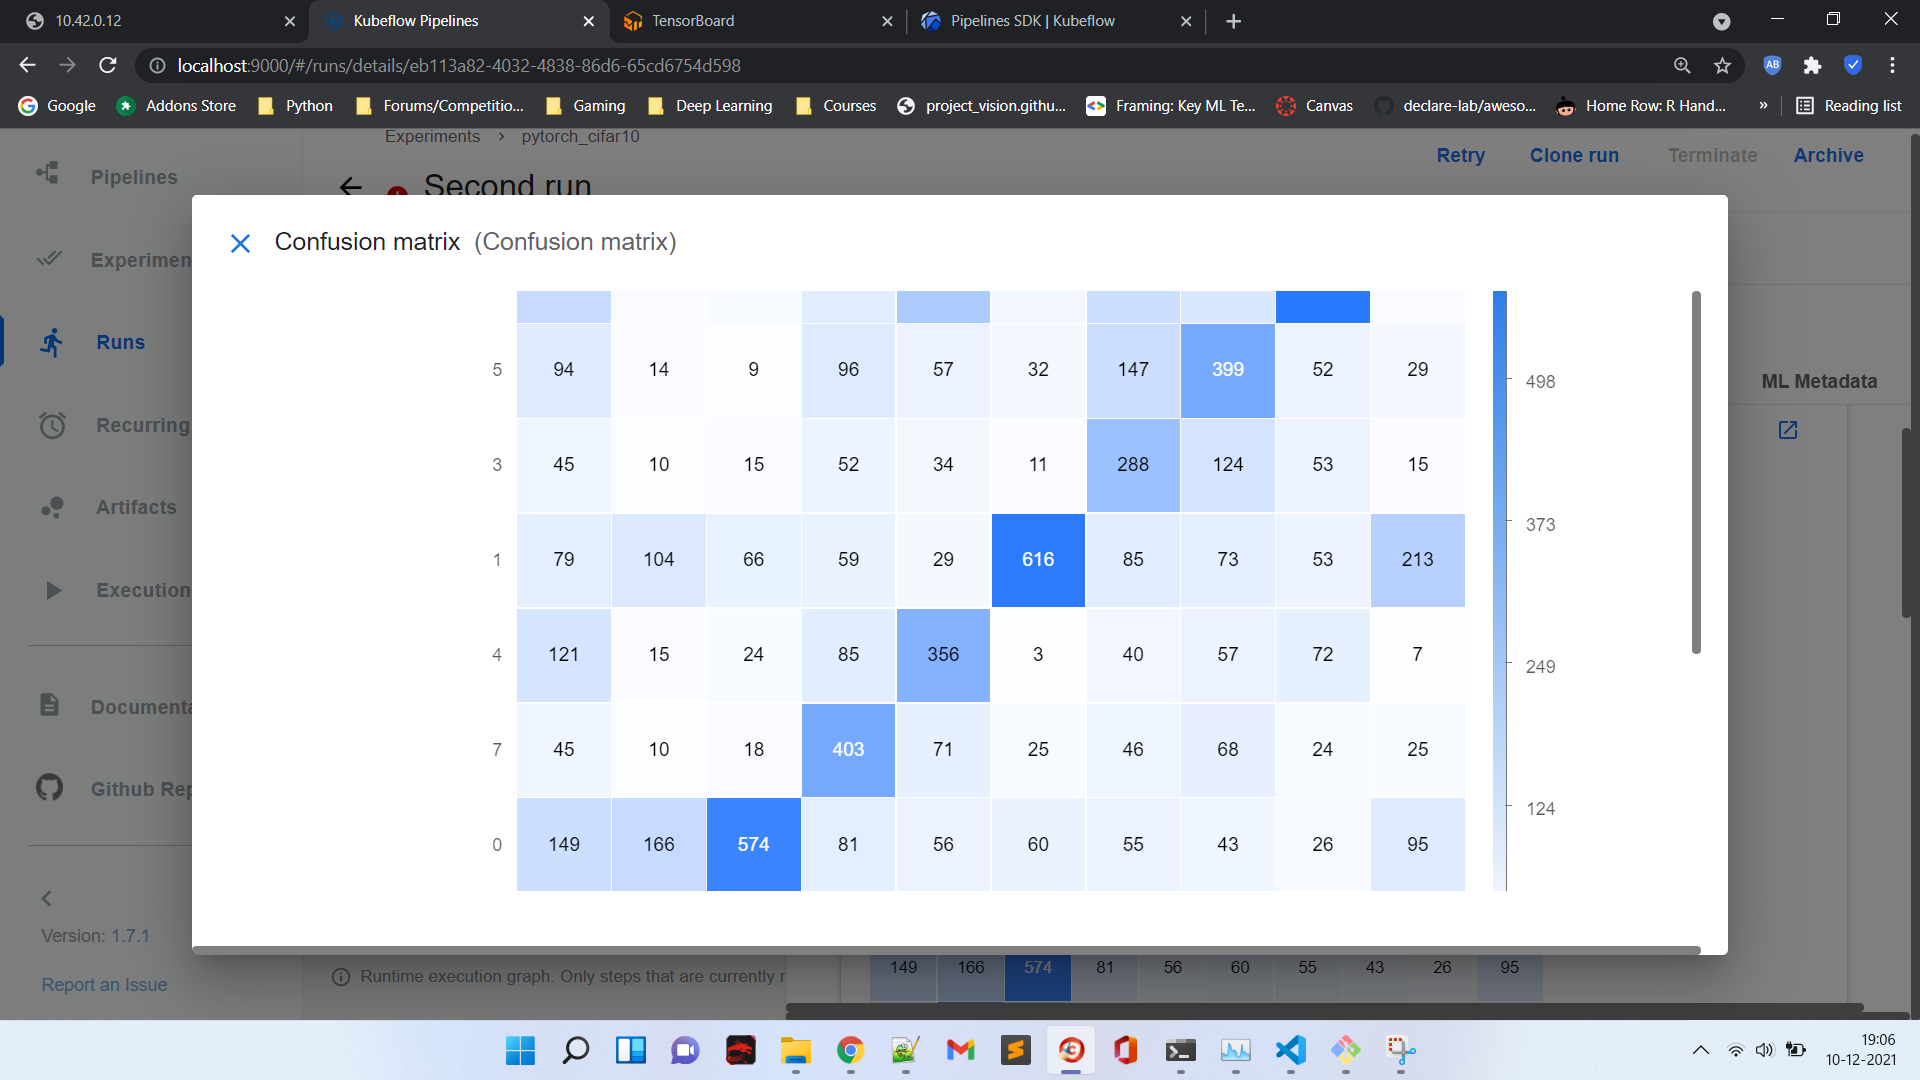 10.42.0.12
Kubeflow Pipelines
TensorBoard
Pipelines SDK | Kubeflow
localhost:9000/#/runs/details/eb113a82-4032-4838-86d6-65cd6754d598
AB
Google
Addons Store
Python
Forums/Competitio...
Gaming
Deep Learning
Courses
project_vision.githu...
Framing: Key ML Te...
Canvas
declare-lab/aweso...
Home Row: R Hand...
»
Reading list
Experiments > pytorch_cifar10
Second run
Retry
Clone run
Terminate
Archive
Pipelines
Experimen
Runs
Recurring
Artifacts
Execution
Documenta
Github Rep
Version: 1.7.1
Report an Issue
ML Metadata
Confusion matrix (Confusion matrix)
5 94 14 9 96 57 32 147 399 52 29
3 45 10 15 52 34 11 288 124 53 15
1 79 104 66 59 29 616 85 73 53 213
4 121 15 24 85 356 3 40 57 72 7
7 45 10 18 403 71 25 46 68 24 25
0 149 166 574 81 56 60 55 43 26 95
498
373
249
124
Runtime execution graph. Only steps that are currently r
149 166 574 81 56 60 55 43 26 95
19:06
10-12-2021